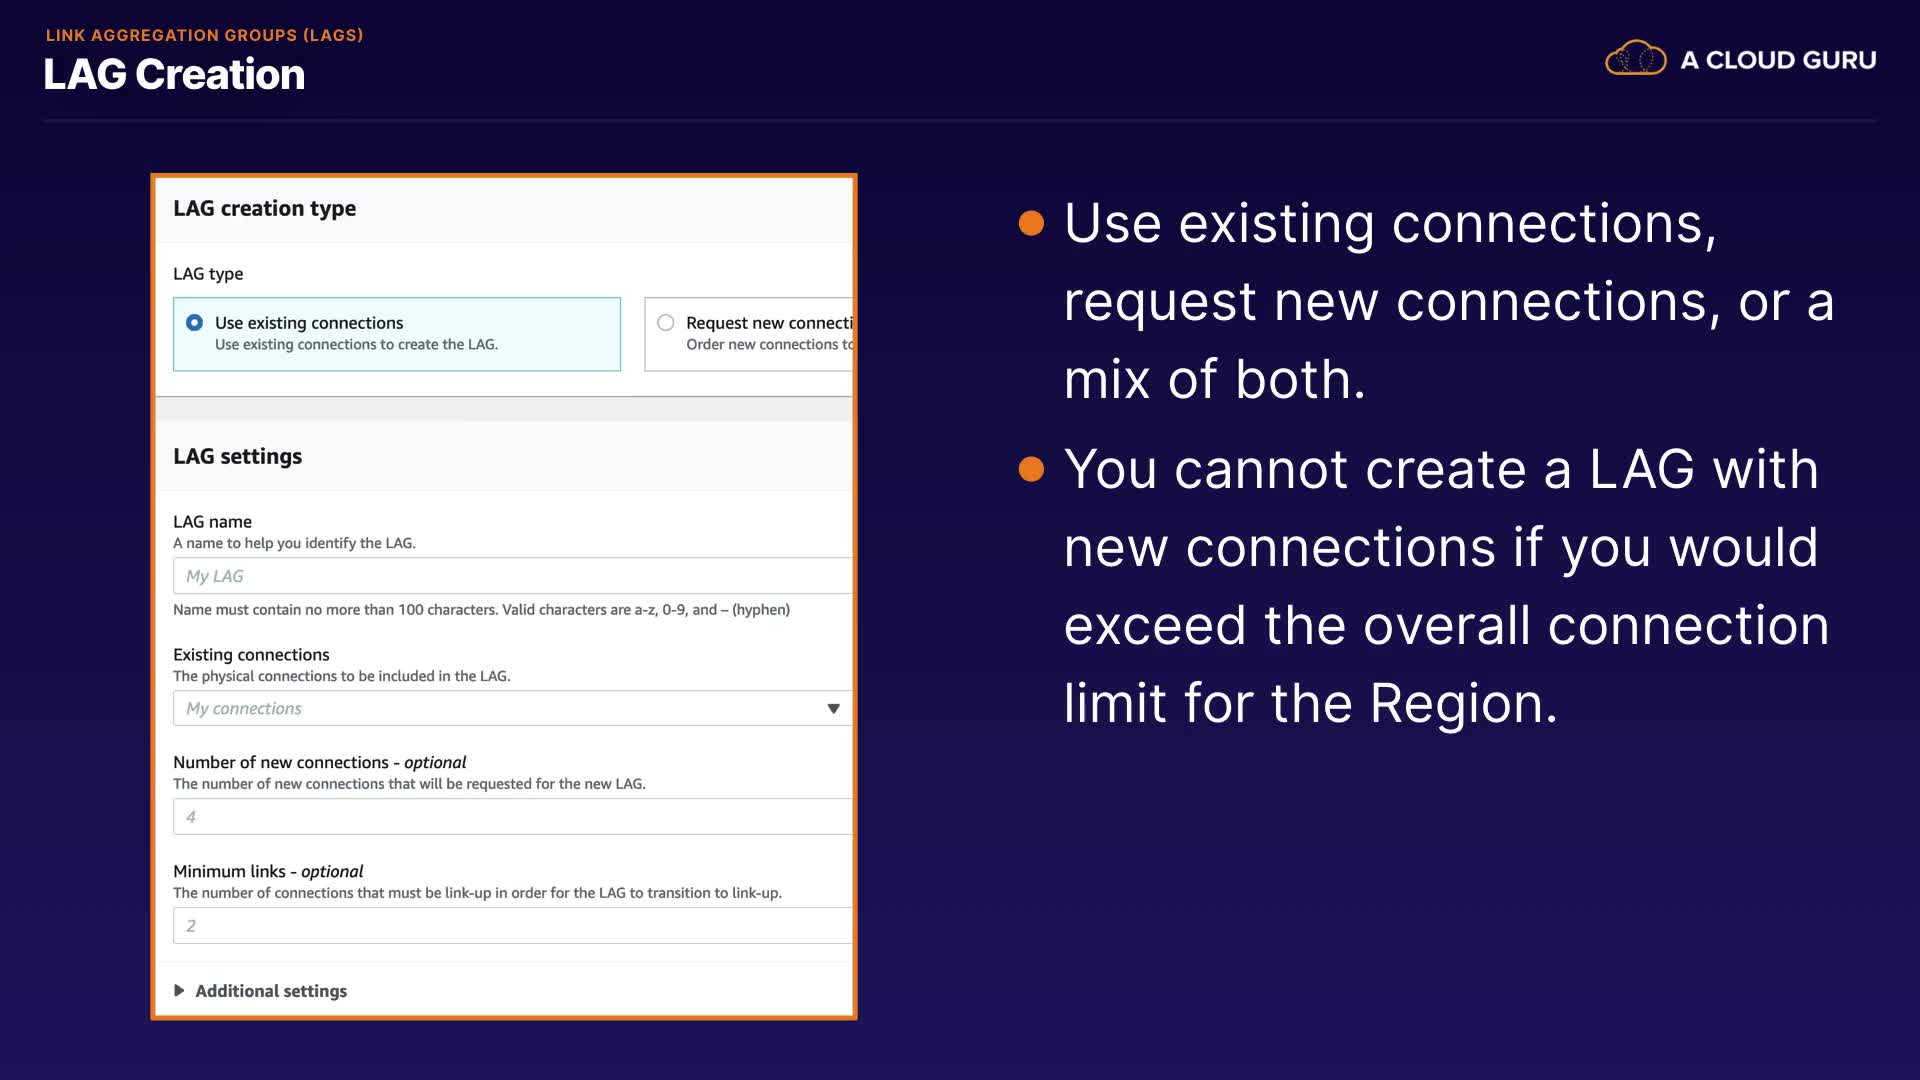 LINK AGGREGATION GROUPS (LAGS)
LAG Creation
A CLOUD GURU
LAG creation type
LAG type
Use existing connections
Use existing connections to create the LAG.
Request new connecti
Order new connections to
LAG settings
LAG name
A name to help you identify the LAG.
My LAG
Name must contain no more than 100 characters. Valid characters are a-z, 0-9, and – (hyphen)
Existing connections
The physical connections to be included in the LAG.
My connections
Number of new connections - optional
The number of new connections that will be requested for the new LAG.
4
Minimum links - optional
The number of connections that must be link-up in order for the LAG to transition to link-up.
2
Additional settings
Use existing connections,
request new connections, or a
mix of both.
You cannot create a LAG with
new connections if you would
exceed the overall connection
limit for the Region.